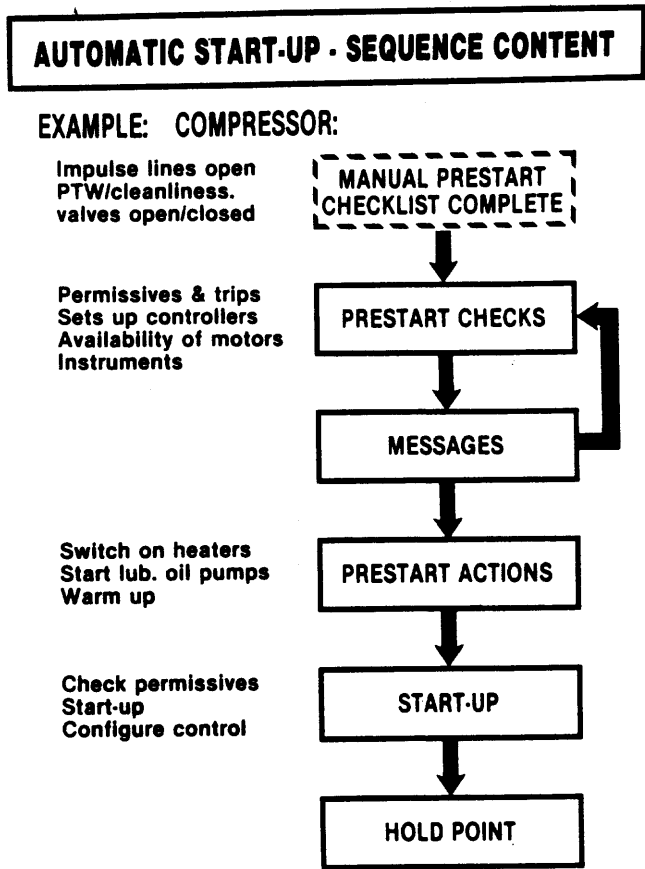 AUTOMATIC START-UP - SEQUENCE CONTENT
EXAMPLE: COMPRESSOR:
Impulse lines open
PTW/cleanliness.
valves open/closed
MANUAL PRESTART
CHECKLIST COMPLETE
Permissives & trips
Sets up controllers
Availability of motors
Instruments
PRESTART CHECKS
MESSAGES
Switch on heaters
Start lub. oil pumps
Warm up
PRESTART ACTIONS
Check permissives
Start-up
Configure control
START-UP
HOLD POINT